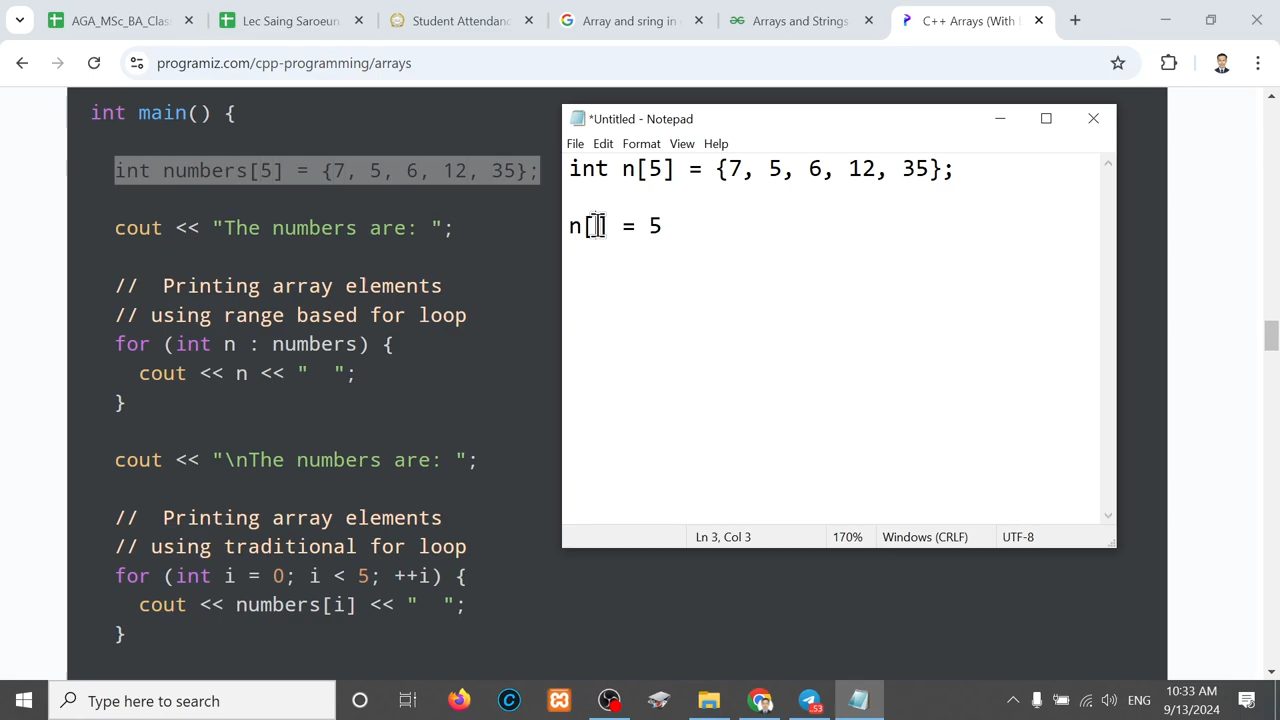 AGA_MSc_BA_Clas
Lec Saing Saroeun
Student Attendanc
Array and sring in
Arrays and Strings
C++ Arrays (With
programiz.com/cpp-programming/arrays
int main() {
int numbers[5] = {7, 5, 6, 12, 35};
cout << "The numbers are: ";
// Printing array elements
// using range based for loop
for (int n : numbers) {
cout << n << "  ";
}
cout << "\nThe numbers are: ";
// Printing array elements
// using traditional for loop
for (int i = 0; i < 5; ++i) {
cout << numbers[i] << "  ";
}
*Untitled - Notepad
File Edit Format View Help
int n[5] = {7, 5, 6, 12, 35};
n[] = 5
Ln 3, Col 3
170%
Windows (CRLF)
UTF-8
Type here to search
53
ENG
10:33 AM
9/13/2024